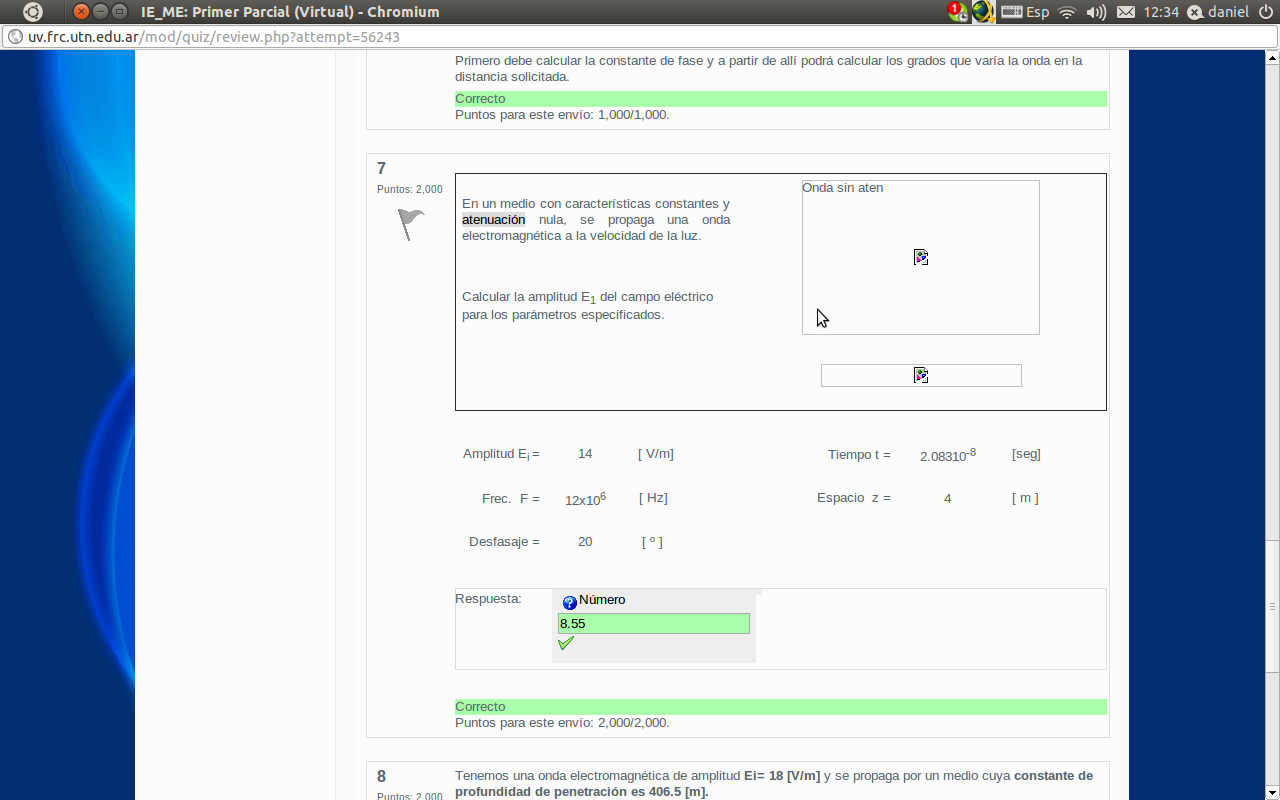 IE_ME: Primer Parcial (Virtual) - Chromium
1
Esp
12:34
daniel
uv.frc.utn.edu.ar/mod/quiz/review.php?attempt=56243
Primero debe calcular la constante de fase y a partir de allí podrá calcular los grados que varía la onda en la
distancia solicitada.
Correcto
Puntos para este envío: 1,000/1,000.
7
Puntos: 2,000
En un medio con características constantes y
atenuación nula, se propaga una onda
electromagnética a la velocidad de la luz.
Calcular la amplitud E1 del campo eléctrico
para los parámetros especificados.
Onda sin aten
Amplitud Ei = 14 [ V/m] Tiempo t = 2.08310-8 [seg]
Frec. F = 12x106 [ Hz] Espacio z = 4 [ m ]
Desfasaje = 20 [ º ]
Respuesta:
Número
8.55
Correcto
Puntos para este envío: 2,000/2,000.
8
Puntos: 2,000
Tenemos una onda electromagnética de amplitud Ei= 18 [V/m] y se propaga por un medio cuya constante de
profundidad de penetración es 406.5 [m].